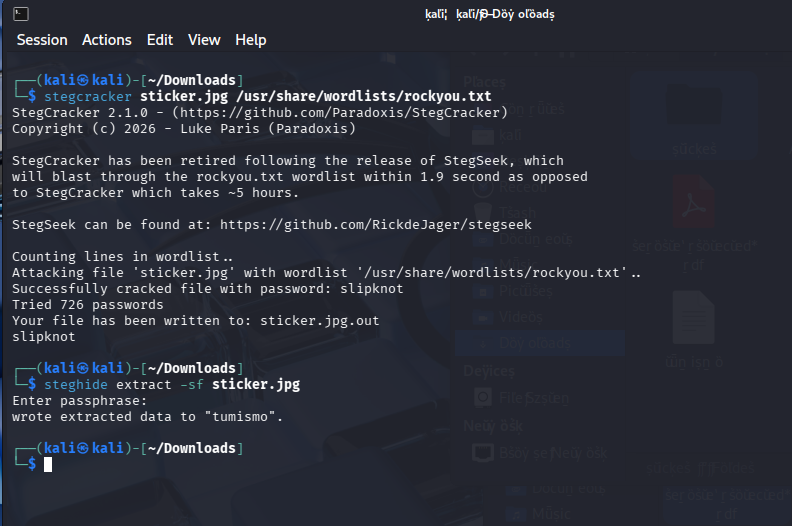 Session Actions Edit View Help
┌──(kali㉿kali)-[~/Downloads]
└─$ stegcracker sticker.jpg /usr/share/wordlists/rockyou.txt
StegCracker 2.1.0 - (https://github.com/Paradoxis/StegCracker)
Copyright (c) 2026 - Luke Paris (Paradoxis)
StegCracker has been retired following the release of StegSeek, which
will blast through the rockyou.txt wordlist within 1.9 second as opposed
to StegCracker which takes ~5 hours.
StegSeek can be found at: https://github.com/RickdeJager/stegseek
Counting lines in wordlist..
Attacking file 'sticker.jpg' with wordlist '/usr/share/wordlists/rockyou.txt'..
Successfully cracked file with password: slipknot
Tried 726 passwords
Your file has been written to: sticker.jpg.out
slipknot
┌──(kali㉿kali)-[~/Downloads]
└─$ steghide extract -sf sticker.jpg
Enter passphrase:
wrote extracted data to "tumismo".
┌──(kali㉿kali)-[~/Downloads]
└─$